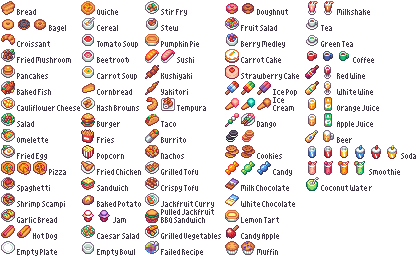 Bread
Bagel
Croissant
Fried Mushroom
Pancakes
Baked Fish
Cauliflower Cheese
Salad
Omelette
Fried Egg
Pizza
Spaghetti
Shrimp Scampi
Garlic Bread
Hot Dog
Empty Plate
Quiche
Cereal
Tomato Soup
Beetroot
Carrot Soup
Cornbread
Hash Browns
Burger
Fries
Popcorn
Fried Chicken
Sandwich
Baked Potato
Jam
Caesar Salad
Empty Bowl
Stir Fry
Stew
Pumpkin Pie
Sushi
Kushiyaki
Yakitori
Tempura
Taco
Burrito
Nachos
Grilled Tofu
Crispy Tofu
Jackfruit Curry
Pulled Jackfruit
BBQ Sandwich
Grilled Vegetables
Failed Recipe
Doughnut
Fruit Salad
Berry Medley
Carrot Cake
Strawberry Cake
Ice Pop
Ice
Cream
Dango
Cookies
Candy
Milk Chocolate
White Chocolate
Lemon Tart
Candy Apple
Muffin
Milkshake
Tea
Green Tea
Coffee
Red Wine
White Wine
Orange Juice
Apple Juice
Beer
Soda
Smoothie
Coconut Water